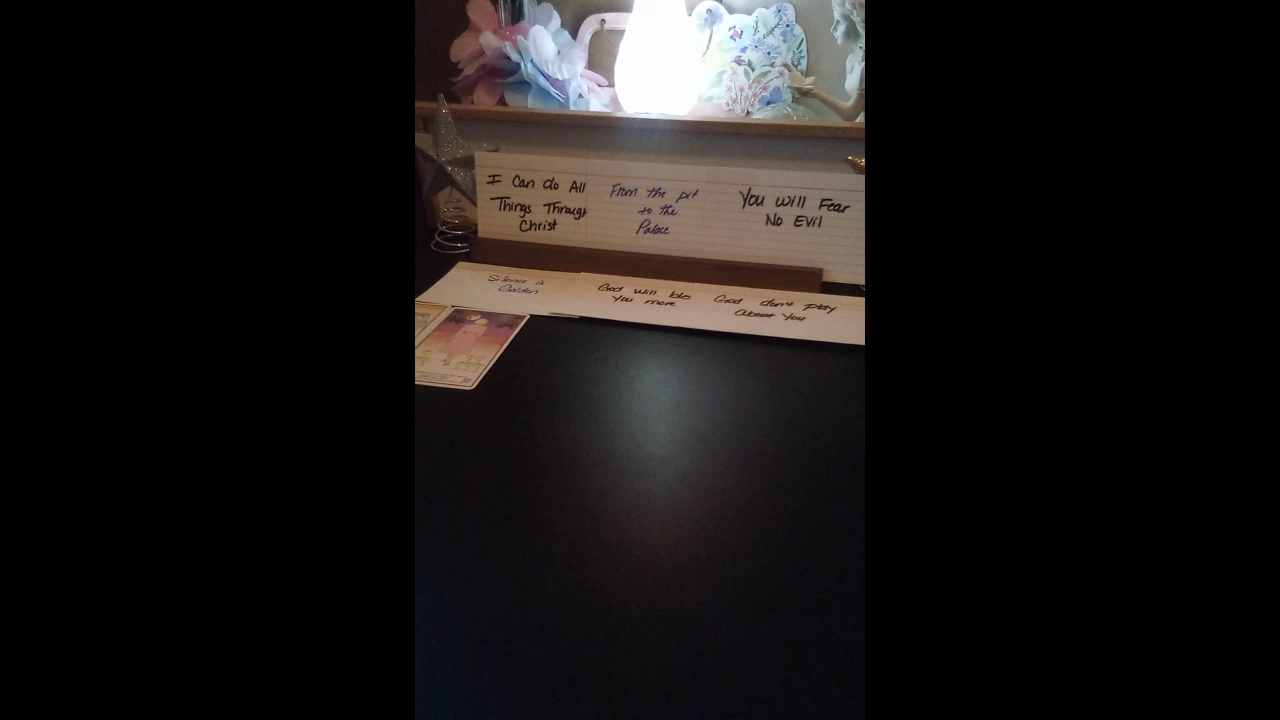 I Can do All
Things Through
Christ
From the pit
to the
Palace
You will Fear
No Evil
Silence is
Golden
God will ble
You more
God don't Play
About You